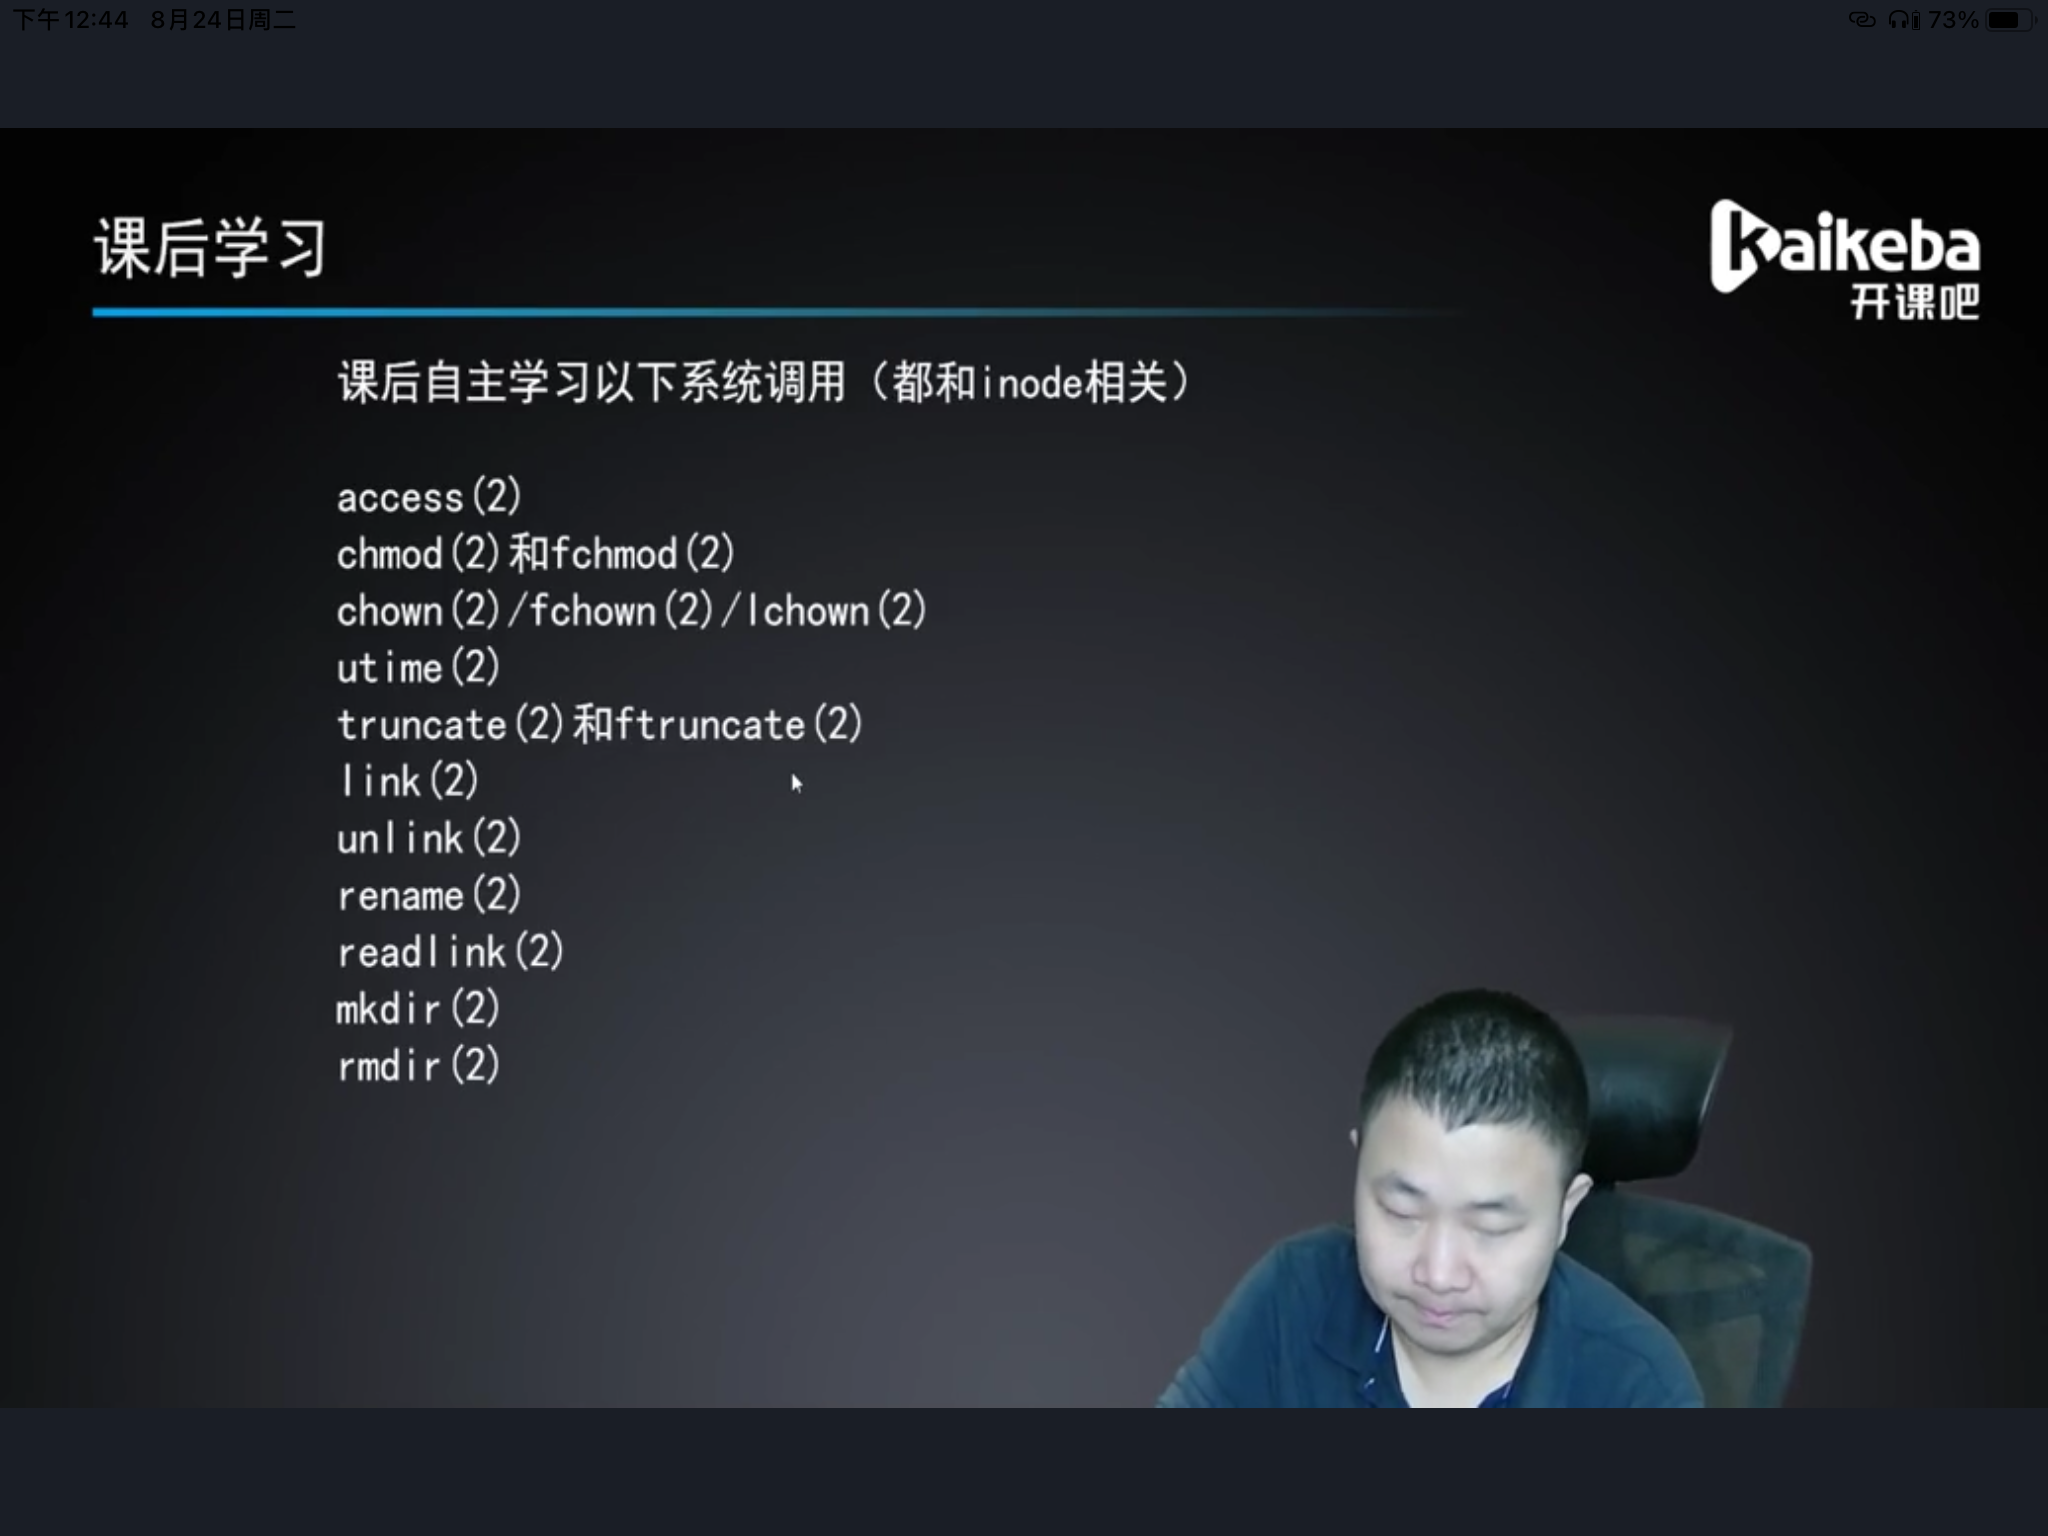 下午12:44 8月24日周二
73%
课后学习
kaikeba
开课吧
课后自主学习以下系统调用（都和inode相关）
access(2)
chmod(2)和fchmod(2)
chown(2)/fchown(2)/lchown(2)
utime(2)
truncate(2)和ftruncate(2)
link(2)
unlink(2)
rename(2)
readlink(2)
mkdir(2)
rmdir(2)